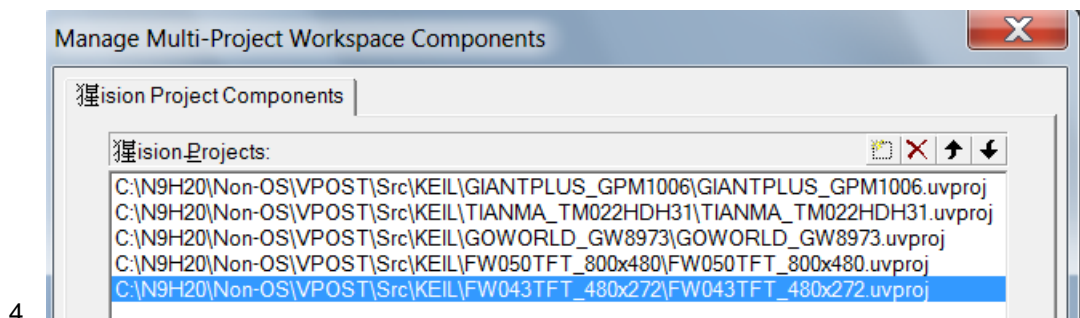 Manage Multi-Project Workspace Components
X
猩ision Project Components
猩ision Projects:
C:\N9H20\Non-OS\VPOST\Src\KEIL\GIANTPLUS_GPM1006\GIANTPLUS_GPM1006.uvproj
C:\N9H20\Non-OS\VPOST\Src\KEIL\TIANMA_TM022HDH31\TIANMA_TM022HDH31.uvproj
C:\N9H20\Non-OS\VPOST\Src\KEIL\GOWORLD_GW8973\GOWORLD_GW8973.uvproj
C:\N9H20\Non-OS\VPOST\Src\KEIL\FW050TFT_800x480\FW050TFT_800x480.uvproj
C:\N9H20\Non-OS\VPOST\Src\KEIL\FW043TFT_480x272\FW043TFT_480x272.uvproj
4